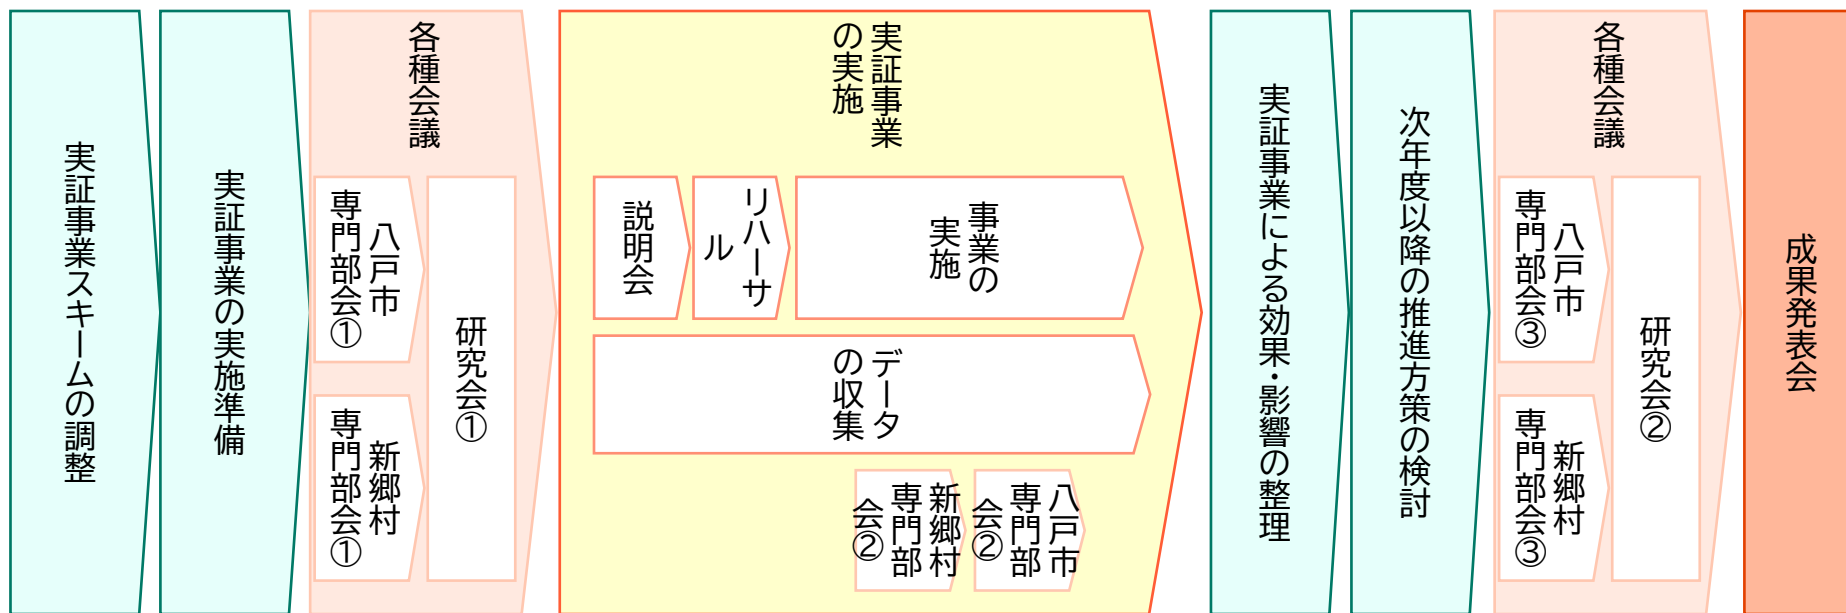 実証事業スキームの調整
実証事業の実施準備
各種会議
八戸市
専門部会①
新郷村
専門部会①
研究会①
実証事業
の実施
説明会
リハーサ
ル
事業の
実施
データ
の収集
新郷村
専門部
会②
八戸市
専門部
会②
実証事業による効果・影響の整理
次年度以降の推進方策の検討
各種会議
八戸市
専門部会③
新郷村
専門部会③
研究会②
成果発表会